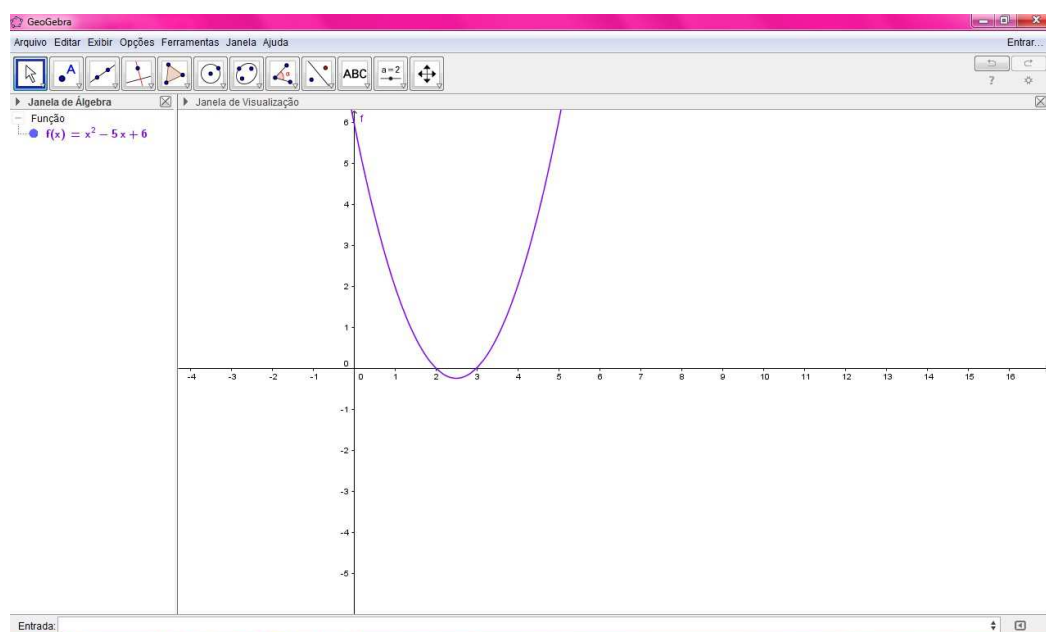 GeoGebra
Arquivo Editar Exibir Opções Ferramentas Janela Ajuda
Entrar...
A
α
ABC
a=2
?
Janela de Álgebra
Janela de Visualização
Função
f(x) = x² – 5 x + 6
f
6
5
4
3
2
1
0
-4 -3 -2 -1 0 1 2 3 4 5 6 7 8 9 10 11 12 13 14 15 16
-1
-2
-3
-4
-5
Entrada: